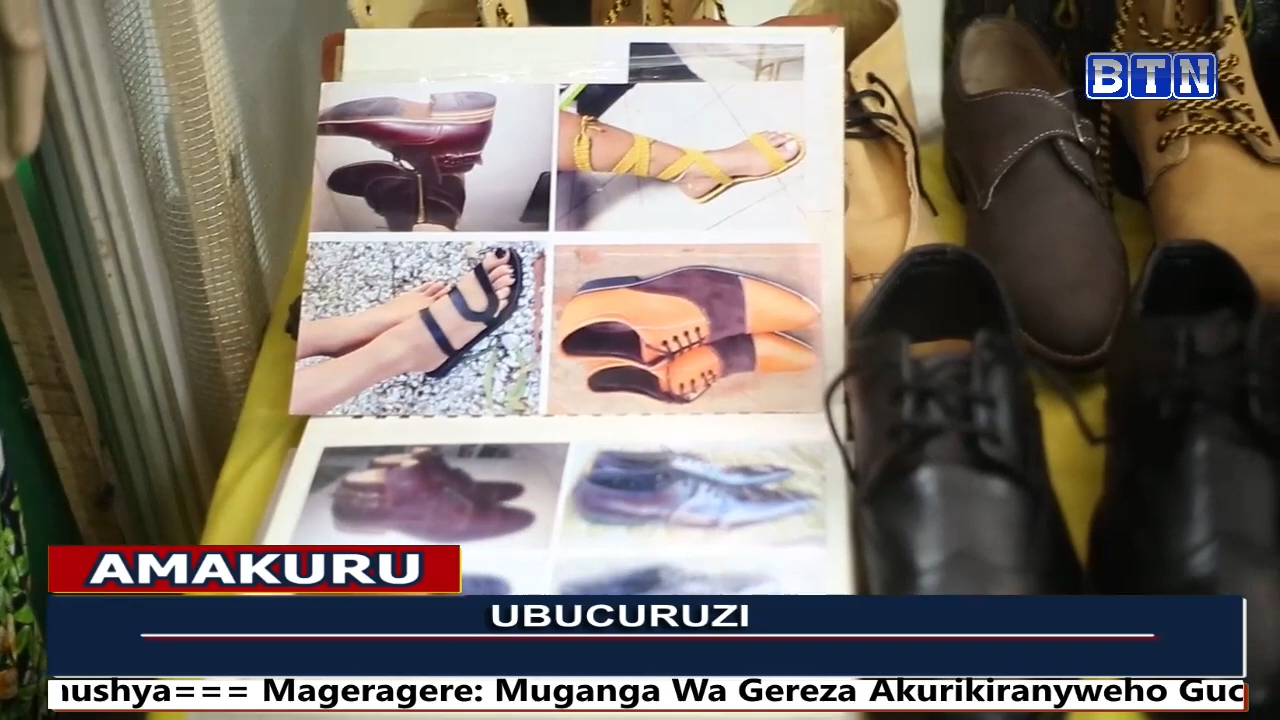 BTN
AMAKURU
UBUCURUZI
=== Mageragere: Muganga Wa Gereza Akurikiranyweho